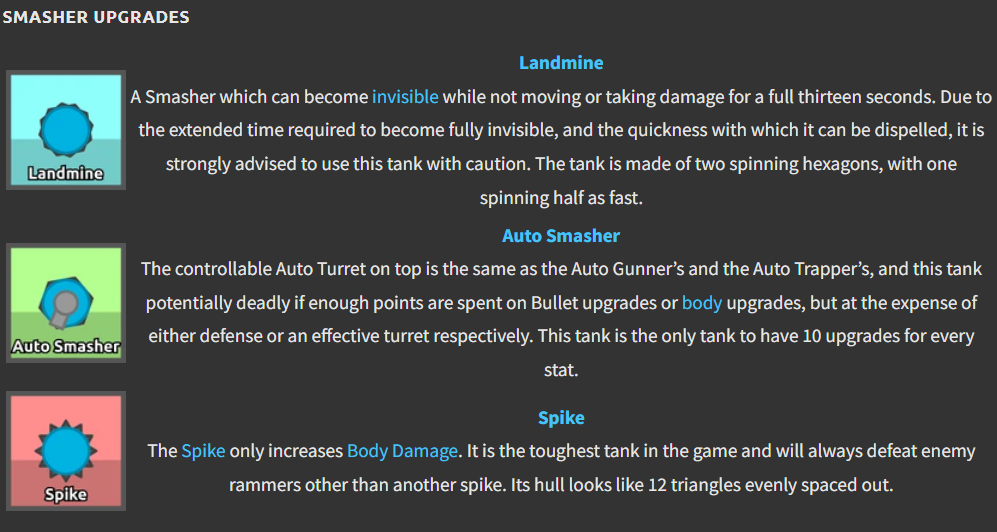 SMASHER UPGRADES
Landmine
A Smasher which can become invisible while not moving or taking damage for a full thirteen seconds. Due to
the extended time required to become fully invisible, and the quickness with which it can be dispelled, it is
strongly advised to use this tank with caution. The tank is made of two spinning hexagons, with one
spinning half as fast.
Landmine
Auto Smasher
The controllable Auto Turret on top is the same as the Auto Gunner’s and the Auto Trapper’s, and this tank
potentially deadly if enough points are spent on Bullet upgrades or body upgrades, but at the expense of
either defense or an effective turret respectively. This tank is the only tank to have 10 upgrades for every
stat.
Auto Smasher
Spike
The Spike only increases Body Damage. It is the toughest tank in the game and will always defeat enemy
rammers other than another spike. Its hull looks like 12 triangles evenly spaced out.
Spike